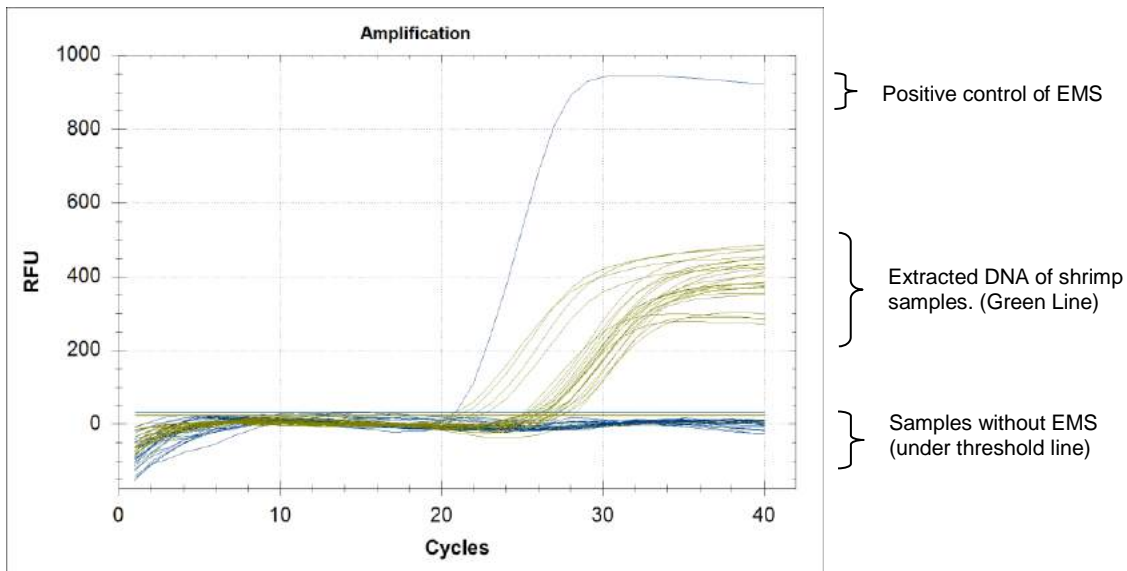 Amplification
1000
800
600
400
200
0
RFU
0 10 20 30 40
Cycles
Positive control of EMS
Extracted DNA of shrimp
samples. (Green Line)
Samples without EMS
(under threshold line)